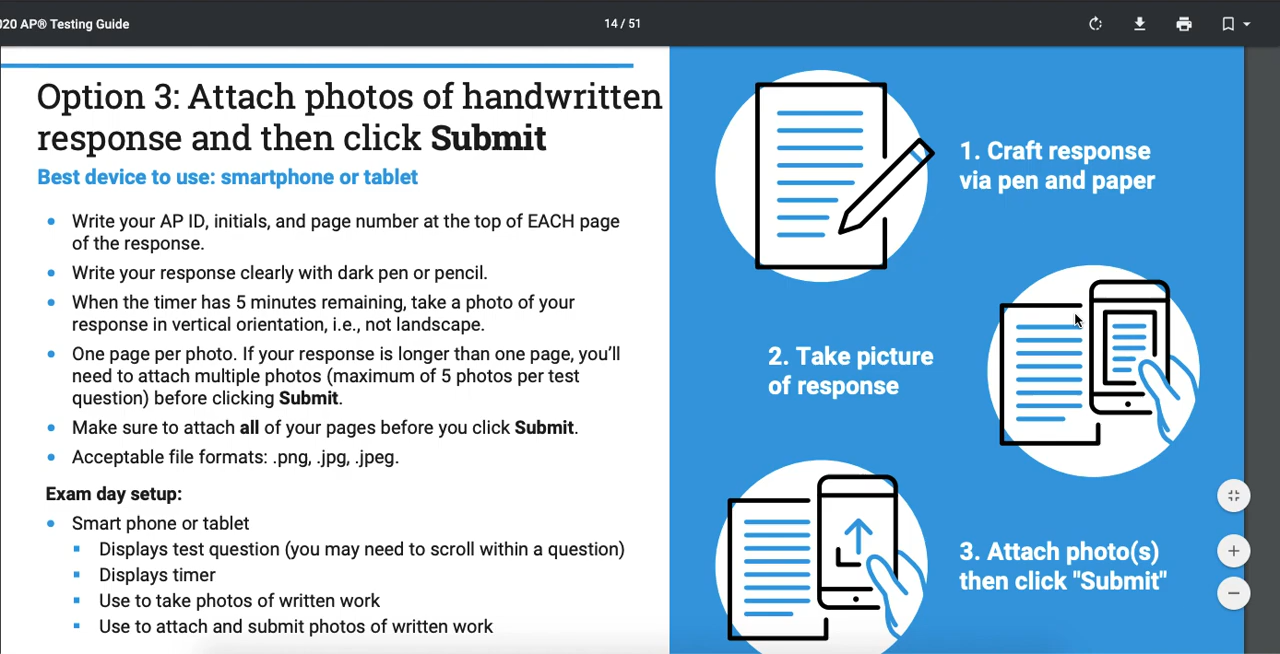 020 AP® Testing Guide
14 / 51
Option 3: Attach photos of handwritten
response and then click Submit
Best device to use: smartphone or tablet
• Write your AP ID, initials, and page number at the top of EACH page
of the response.
• Write your response clearly with dark pen or pencil.
• When the timer has 5 minutes remaining, take a photo of your
response in vertical orientation, i.e., not landscape.
• One page per photo. If your response is longer than one page, you’ll
need to attach multiple photos (maximum of 5 photos per test
question) before clicking Submit.
• Make sure to attach all of your pages before you click Submit.
• Acceptable file formats: .png, .jpg, .jpeg.
Exam day setup:
• Smart phone or tablet
▪ Displays test question (you may need to scroll within a question)
▪ Displays timer
▪ Use to take photos of written work
▪ Use to attach and submit photos of written work
1. Craft response
via pen and paper
2. Take picture
of response
3. Attach photo(s)
then click "Submit"